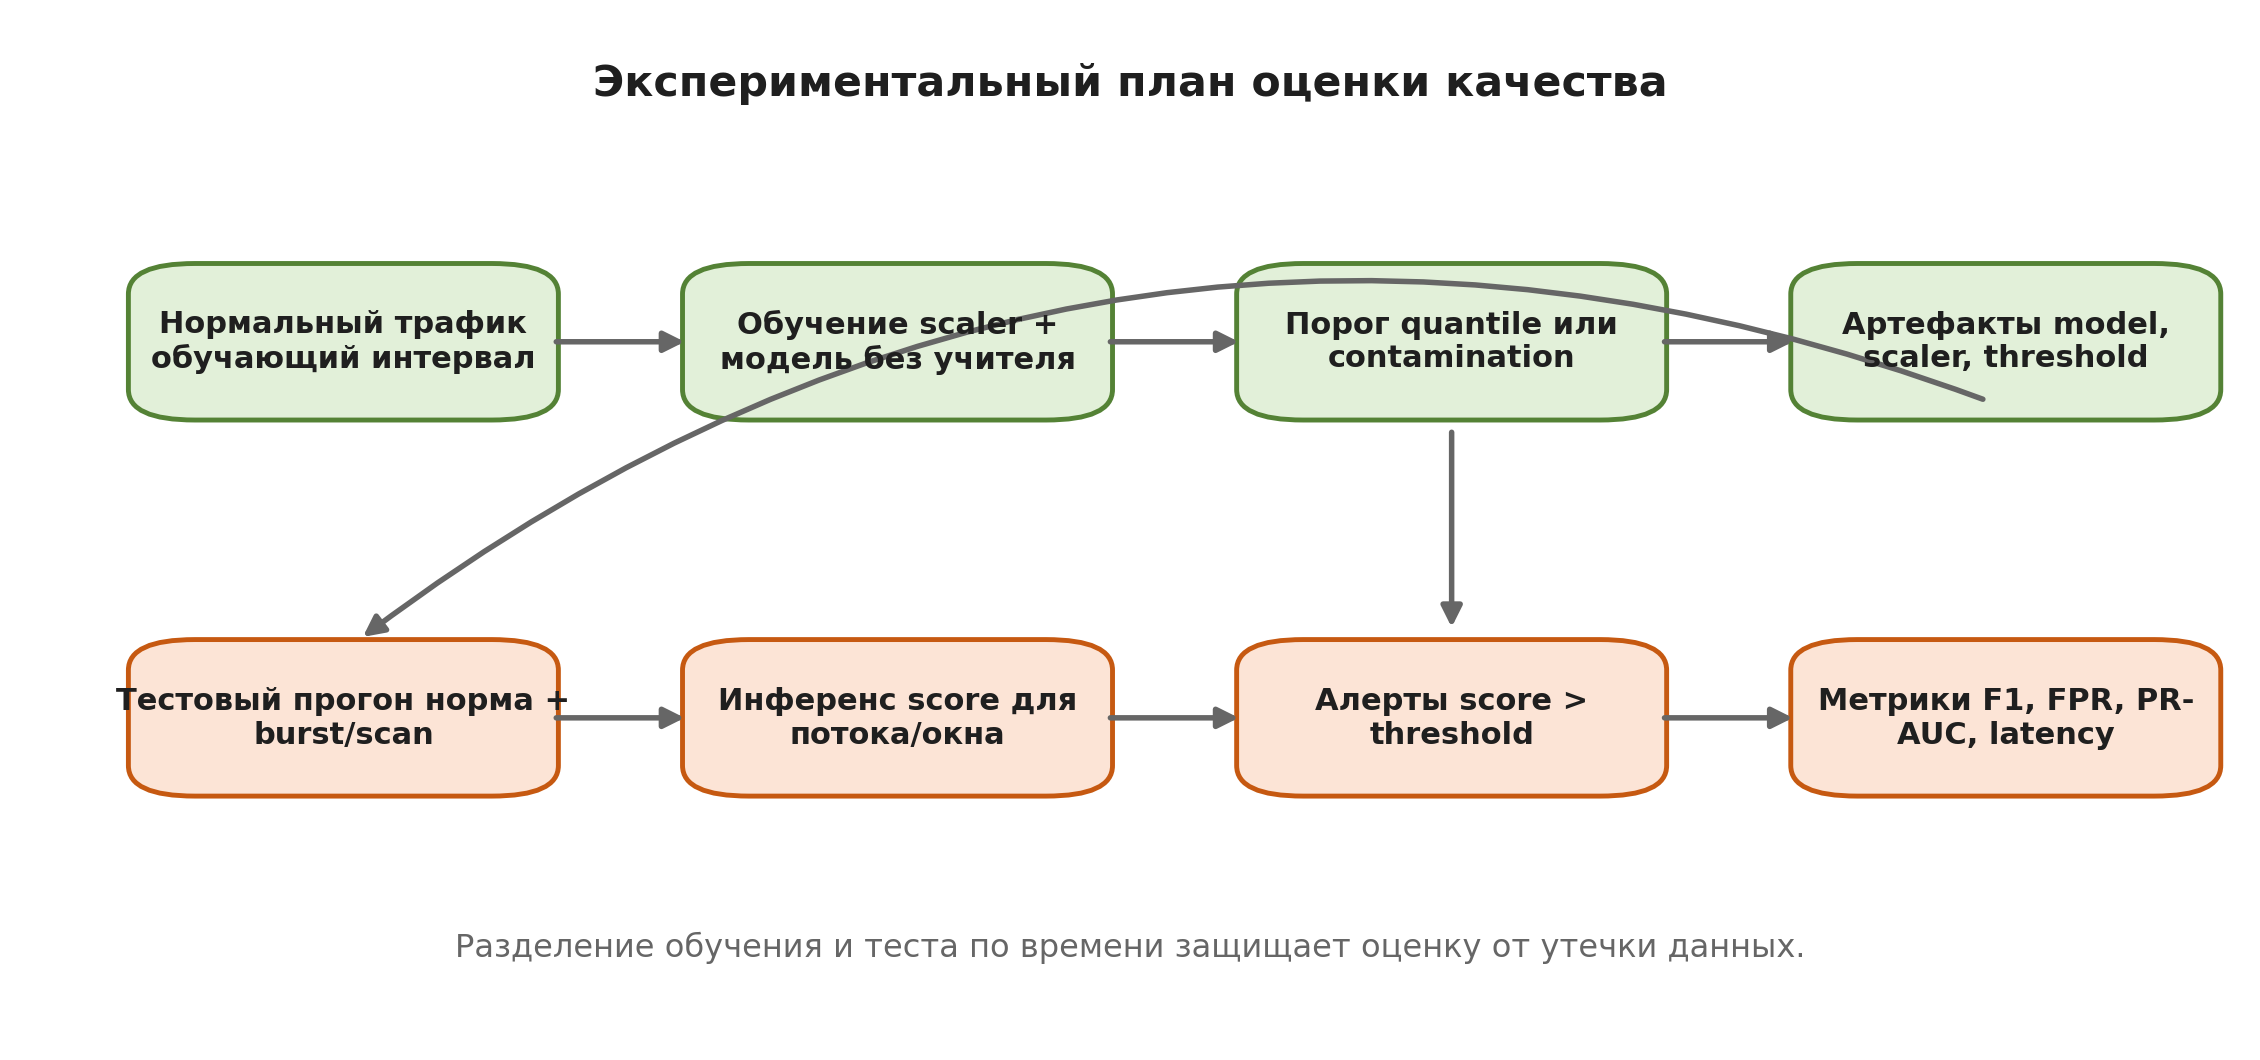 Экспериментальный план оценки качества
Нормальный трафик
обучающий интервал
Обучение scaler +
модель без учителя
Порог quantile или
contamination
Артефакты model,
scaler, threshold
Тестовый прогон норма +
burst/scan
Инференс score для
потока/окна
Алерты score >
threshold
Метрики F1, FPR, PR-
AUC, latency
Разделение обучения и теста по времени защищает оценку от утечки данных.